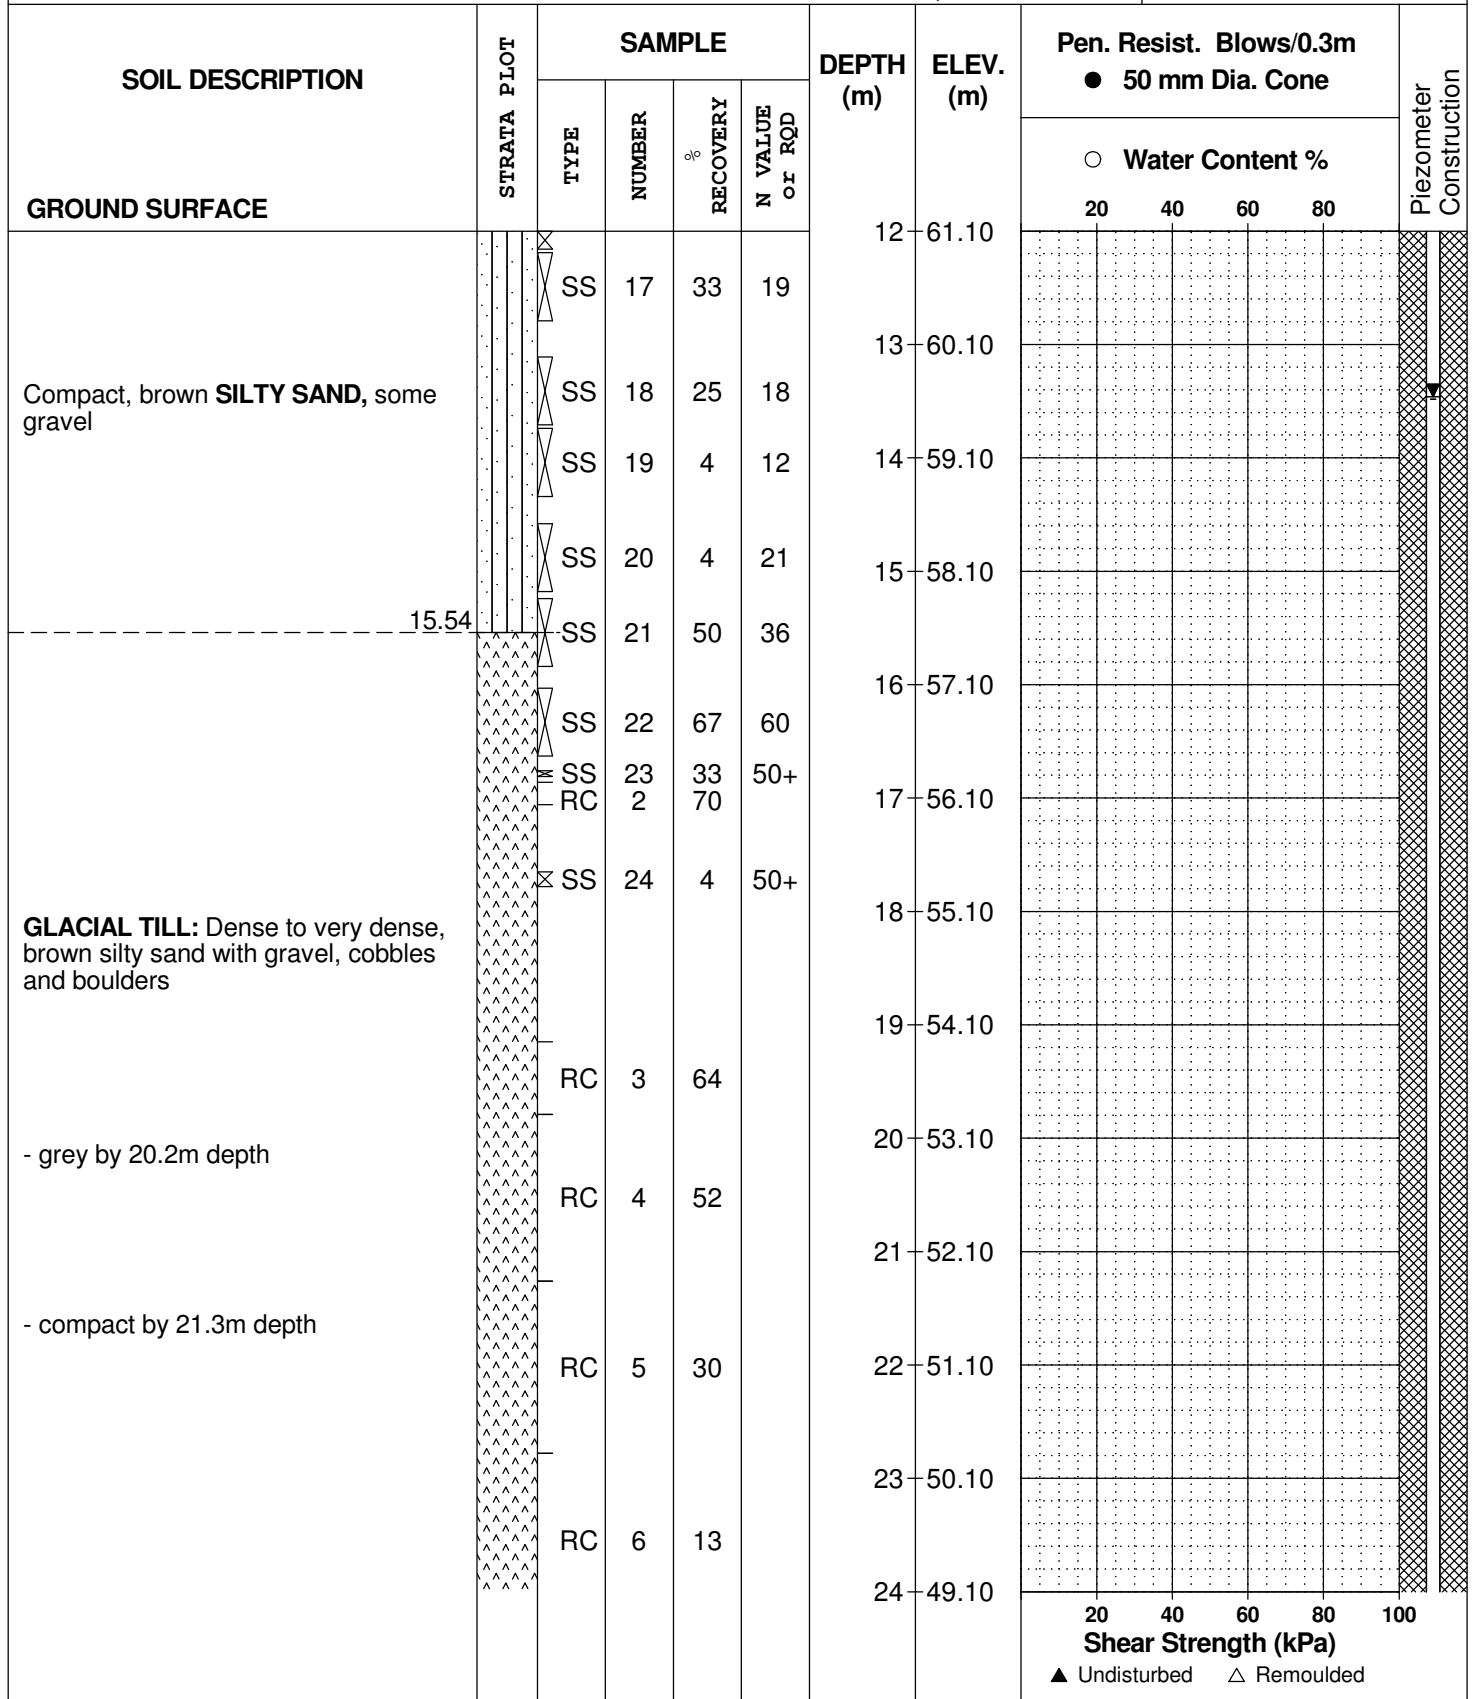 SOIL DESCRIPTION
GROUND SURFACE
STRATA PLOT
SAMPLE
TYPE
NUMBER
% RECOVERY
N VALUE or RQD
DEPTH (m)
ELEV. (m)
Pen. Resist. Blows/0.3m
● 50 mm Dia. Cone
○ Water Content %
20 40 60 80
Piezometer Construction
12 61.10
SS 17 33 19
13 60.10
Compact, brown SILTY SAND, some
gravel
SS 18 25 18
SS 19 4 12
14 59.10
SS 20 4 21
15 58.10
15.54
SS 21 50 36
16 57.10
SS 22 67 60
SS 23 33 50+
RC 2 70
17 56.10
SS 24 4 50+
18 55.10
GLACIAL TILL: Dense to very dense,
brown silty sand with gravel, cobbles
and boulders
19 54.10
RC 3 64
20 53.10
- grey by 20.2m depth
RC 4 52
21 52.10
- compact by 21.3m depth
RC 5 30
22 51.10
23 50.10
RC 6 13
24 49.10
20 40 60 80 100
Shear Strength (kPa)
▲ Undisturbed △ Remoulded